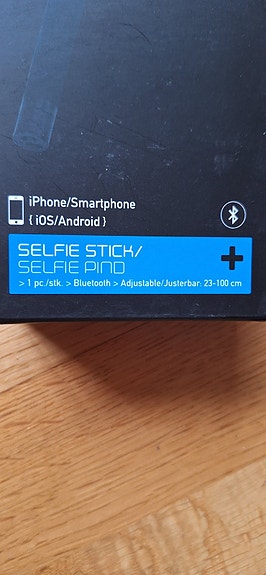 iPhone/Smartphone
{ iOS/Android }
SELFIE STICK/
SELFIE PIND
> 1 pc./stk. > Bluetooth > Adjustable/Justerbar: 23-100 cm